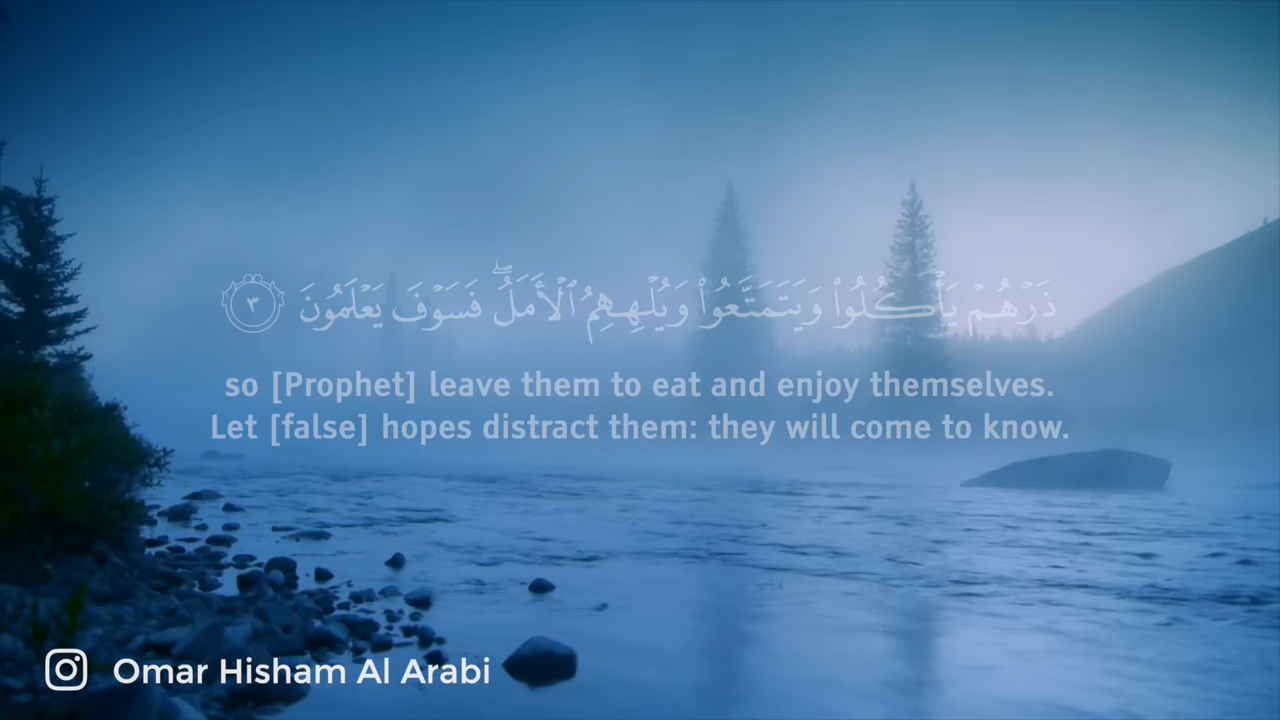 ذَرْهُمْ يَأْكُلُوا۟ وَيَتَمَتَّعُوا۟ وَيُلْهِهِمُ ٱلْأَمَلُ ۖ فَسَوْفَ يَعْلَمُونَ ٣
so [Prophet] leave them to eat and enjoy themselves.
Let [false] hopes distract them: they will come to know.
Omar Hisham Al Arabi